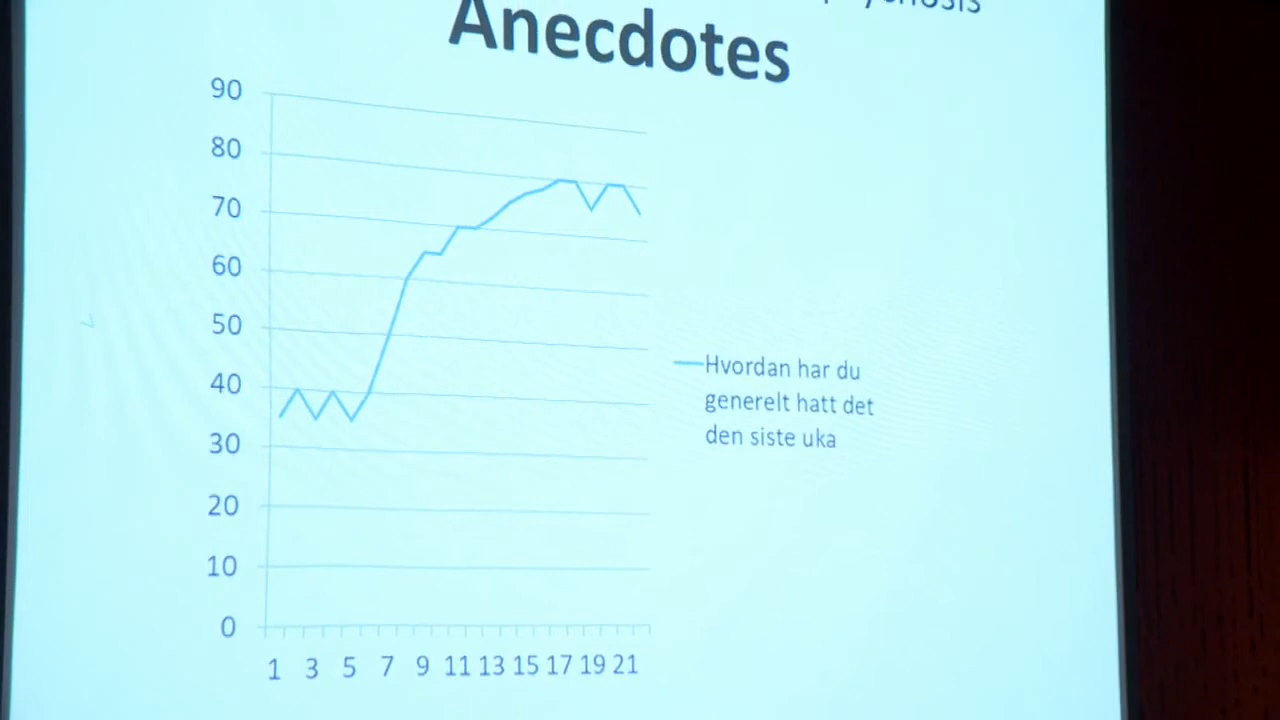 Anecdotes
90
80
70
60
50
40
30
20
10
0
1 3 5 7 9 11 13 15 17 19 21
Hvordan har du
generelt hatt det
den siste uka